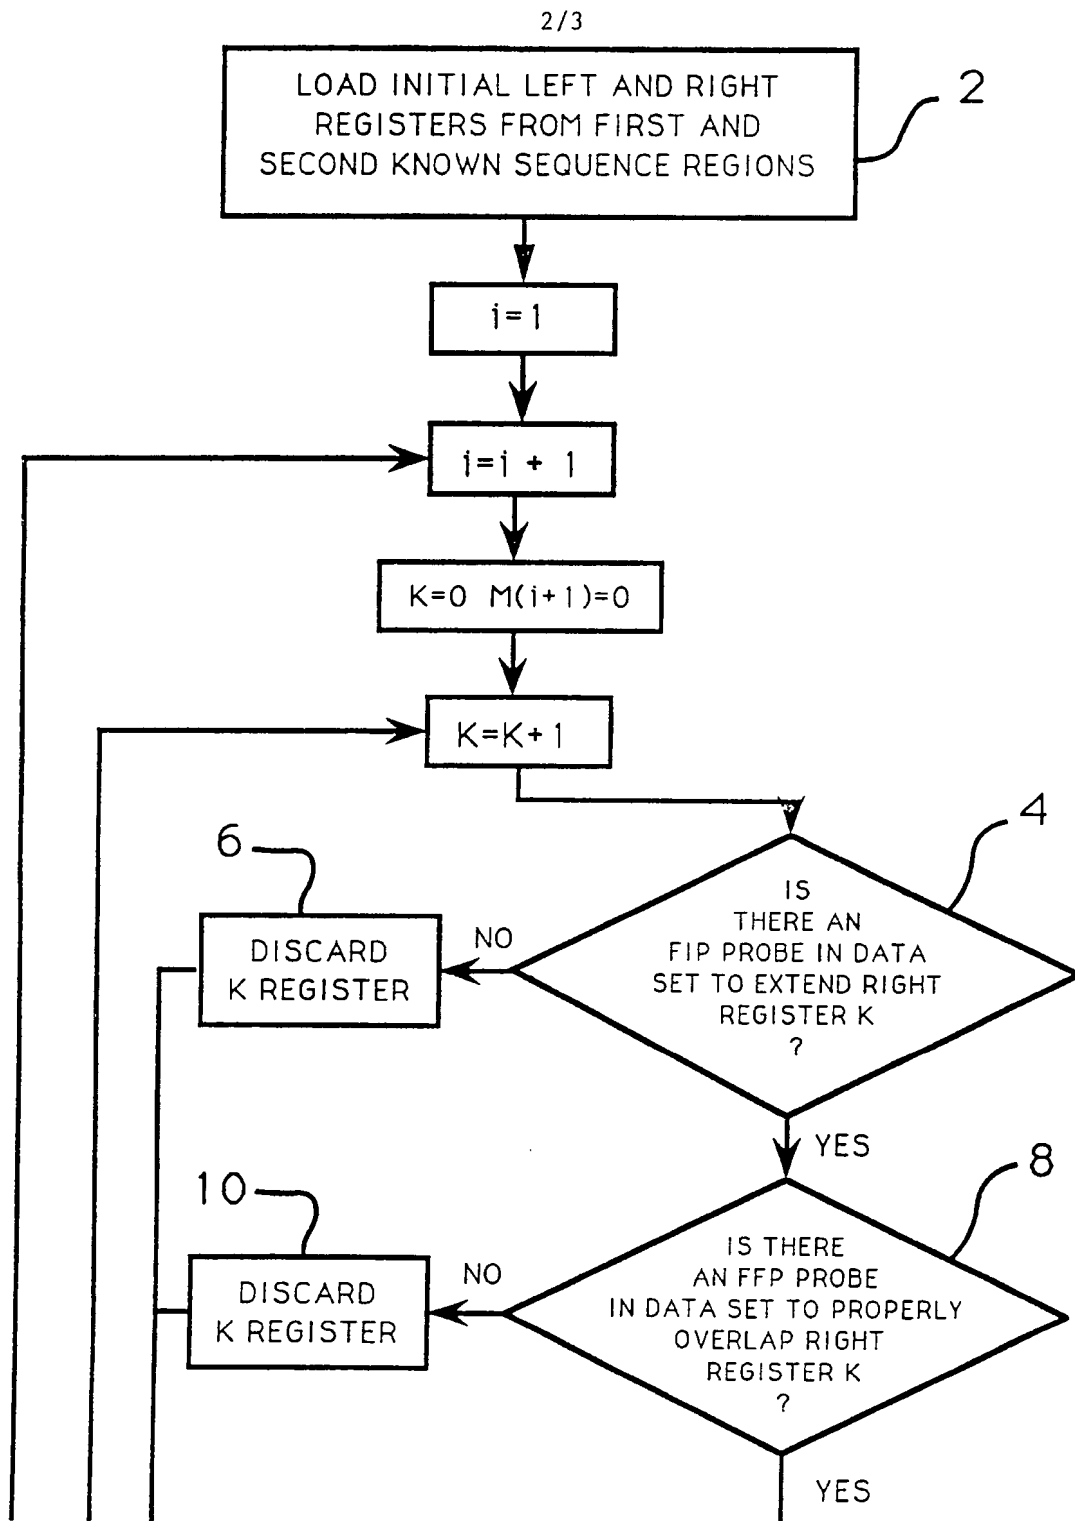 2/3
LOAD INITIAL LEFT AND RIGHT
REGISTERS FROM FIRST AND
SECOND KNOWN SEQUENCE REGIONS
2
i=1
i=i + 1
K=0 M(i+1)=0
K=K+1
4
IS
THERE AN
FIP PROBE IN DATA
SET TO EXTEND RIGHT
REGISTER K
?
NO
6
DISCARD
K REGISTER
YES
8
IS THERE
AN FFP PROBE
IN DATA SET TO PROPERLY
OVERLAP RIGHT
REGISTER K
?
NO
10
DISCARD
K REGISTER
YES